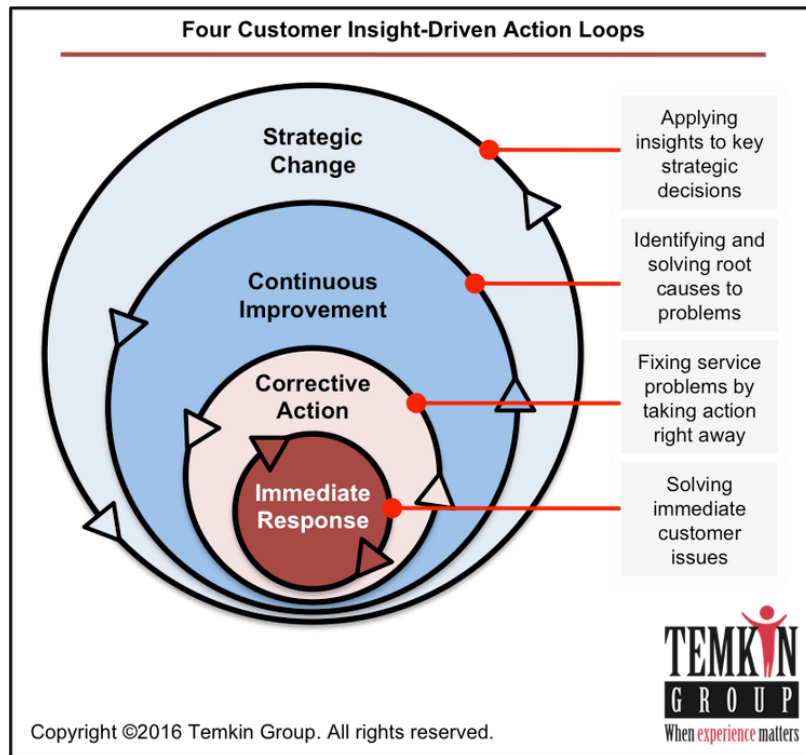 Four Customer Insight-Driven Action Loops
Strategic
Change
Applying
insights to key
strategic
decisions
Continuous
Improvement
Identifying and
solving root
causes to
problems
Corrective
Action
Fixing service
problems by
taking action
right away
Immediate
Response
Solving
immediate
customer
issues
TEMKIN
GROUP
When experience matters
Copyright ©2016 Temkin Group. All rights reserved.